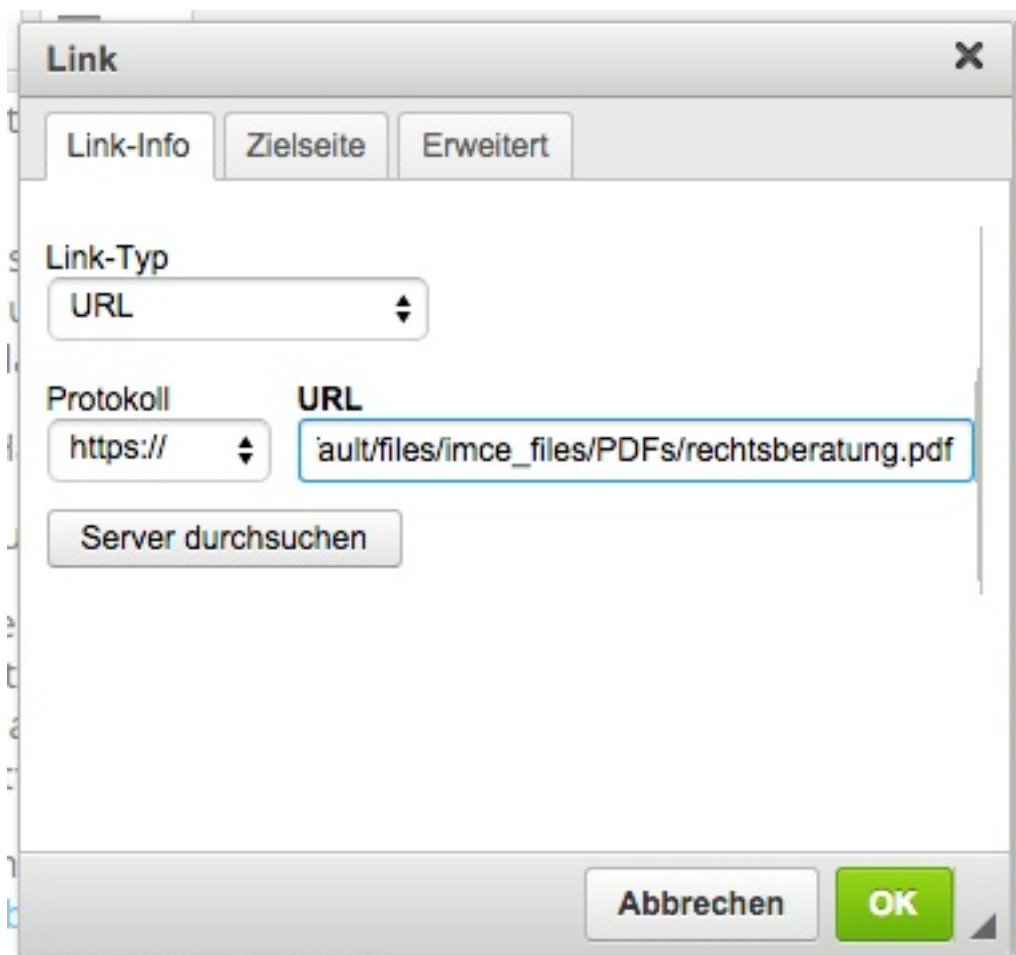 Link
Link-Info Zielseite Erweitert
Link-Typ
URL
Protokoll URL
https:// ault/files/imce_files/PDFs/rechtsberatung.pdf
Server durchsuchen
Abbrechen OK